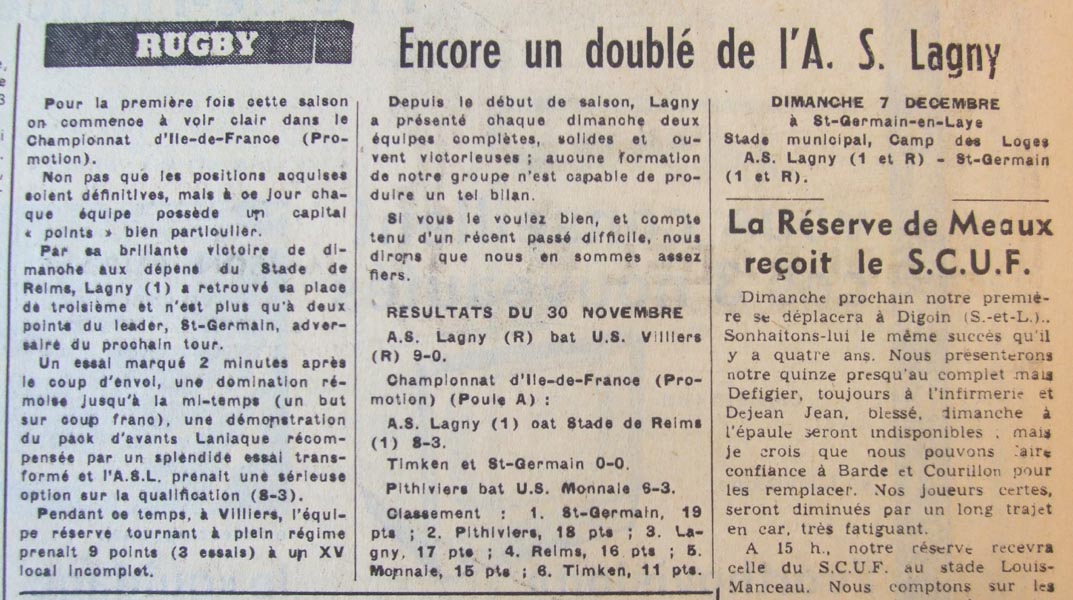 RUGBY
Encore un doublé de l'A. S. Lagny
Pour la première fois cette saison
on commence à voir clair dans le
Championnat d'Ile-de-France (Pro-
motion).
Non pas que les positions acquises
soient définitives, mais à ce jour cha-
que équipe possède un capital
« points » bien particulier.
Par sa brillante victoire de di-
manche aux dépens du Stade de
Reims, Lagny (1) a retrouvé sa place
de troisième et n'est plus qu'à deux
points du leader, St-Germain, adver-
saire du prochain tour.
Un essai marqué 2 minutes après
le coup d'envoi, une domination ré-
moise jusqu'à la mi-temps (un but
sur coup franc), une démonstration
du pack d'avants Laniaque récom-
pensée par un splendide essai trans-
formé et l'A.S.L. prenait une sérieuse
option sur la qualification (8-3).
Pendant ce temps, à Villiers, l'équi-
pe réserve tournant à plein régime
prenait 9 points (3 essais) à un XV
local incomplet.
Depuis le début de saison, Lagny
a présenté chaque dimanche deux
équipes complètes, solides et ou-
vent victorieuses ; aucune formation
de notre groupe n'est capable de pro-
duire un tel bilan.
Si vous le voulez bien, et compte
tenu d'un récent passé difficile, nous
dirons que nous en sommes assez
fiers.
RESULTATS DU 30 NOVEMBRE
A.S. Lagny (R) bat U.S. Villiers
(R) 9-0.
Championnat d'Ile-de-France (Pro-
motion) (Poule A) :
A.S. Lagny (1) bat Stade de Reims
(1) 8-3.
Timken et St-Germain 0-0.
Pithiviers bat U.S. Monnaie 6-3.
Classement : 1. St-Germain, 19
pts ; 2. Pithiviers, 18 pts ; 3. La-
gny, 17 pts ; 4. Reims, 16 pts ; 5.
Monnaie, 15 pts ; 6. Timken, 11 pts.
DIMANCHE 7 DECEMBRE
à St-Germain-en-Laye
Stade municipal, Camp des Loges
A.S. Lagny (1 et R) - St-Germain
(1 et R).
La Réserve de Meaux
reçoit le S.C.U.F.
Dimanche prochain notre premiè-
re se déplacera à Digoin (S.-et-L.)..
Sonhaitons-lui le même succès qu'il
y a quatre ans. Nous présenterons
notre quinze presqu'au complet mais
Defigier, toujours à l'infirmerie et
Dejean Jean, blessé, dimanche à
l'épaule seront indisponibles ; mais
je crois que nous pouvons faire
confiance à Barde et Courillon pour
les remplacer. Nos joueurs certes,
seront diminués par un long trajet
en car, très fatiguant.
A 15 h., notre réserve recevra
celle du S.C.U.F. au stade Louis-
Manceau. Nous comptons sur les